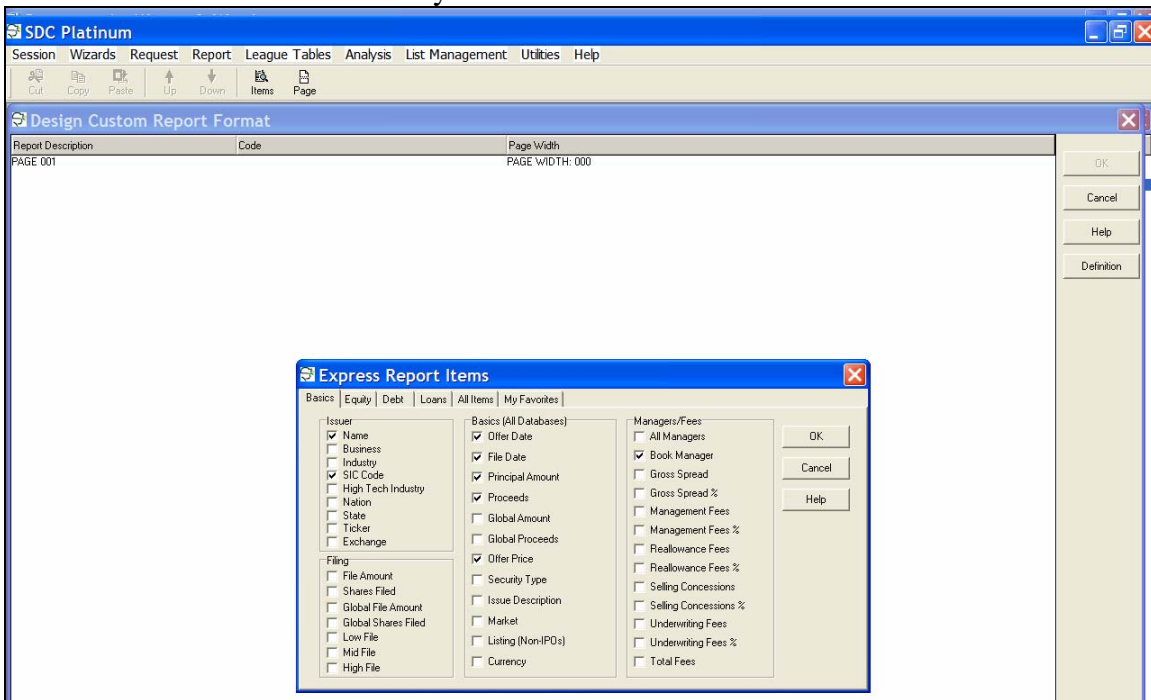 SDC Platinum
Session Wizards Request Report League Tables Analysis List Management Utilities Help
Cut Copy Paste Up Down Items Page
Design Custom Report Format
Report Description Code Page Width
PAGE 001 PAGE WIDTH: 000
OK
Cancel
Help
Definition
Express Report Items
Basics Equity Debt Loans All Items My Favorites
Issuer
Name
Business
Industry
SIC Code
High Tech Industry
Nation
State
Ticker
Exchange
Filing
File Amount
Shares Filed
Global File Amount
Global Shares Filed
Low File
Mid File
High File
Basics (All Databases)
Offer Date
File Date
Principal Amount
Proceeds
Global Amount
Global Proceeds
Offer Price
Security Type
Issue Description
Market
Listing (Non-IPOs)
Currency
Managers/Fees
All Managers
Book Manager
Gross Spread
Gross Spread %
Management Fees
Management Fees %
Reallowance Fees
Reallowance Fees %
Selling Concessions
Selling Concessions %
Underwriting Fees
Underwriting Fees %
Total Fees
OK
Cancel
Help